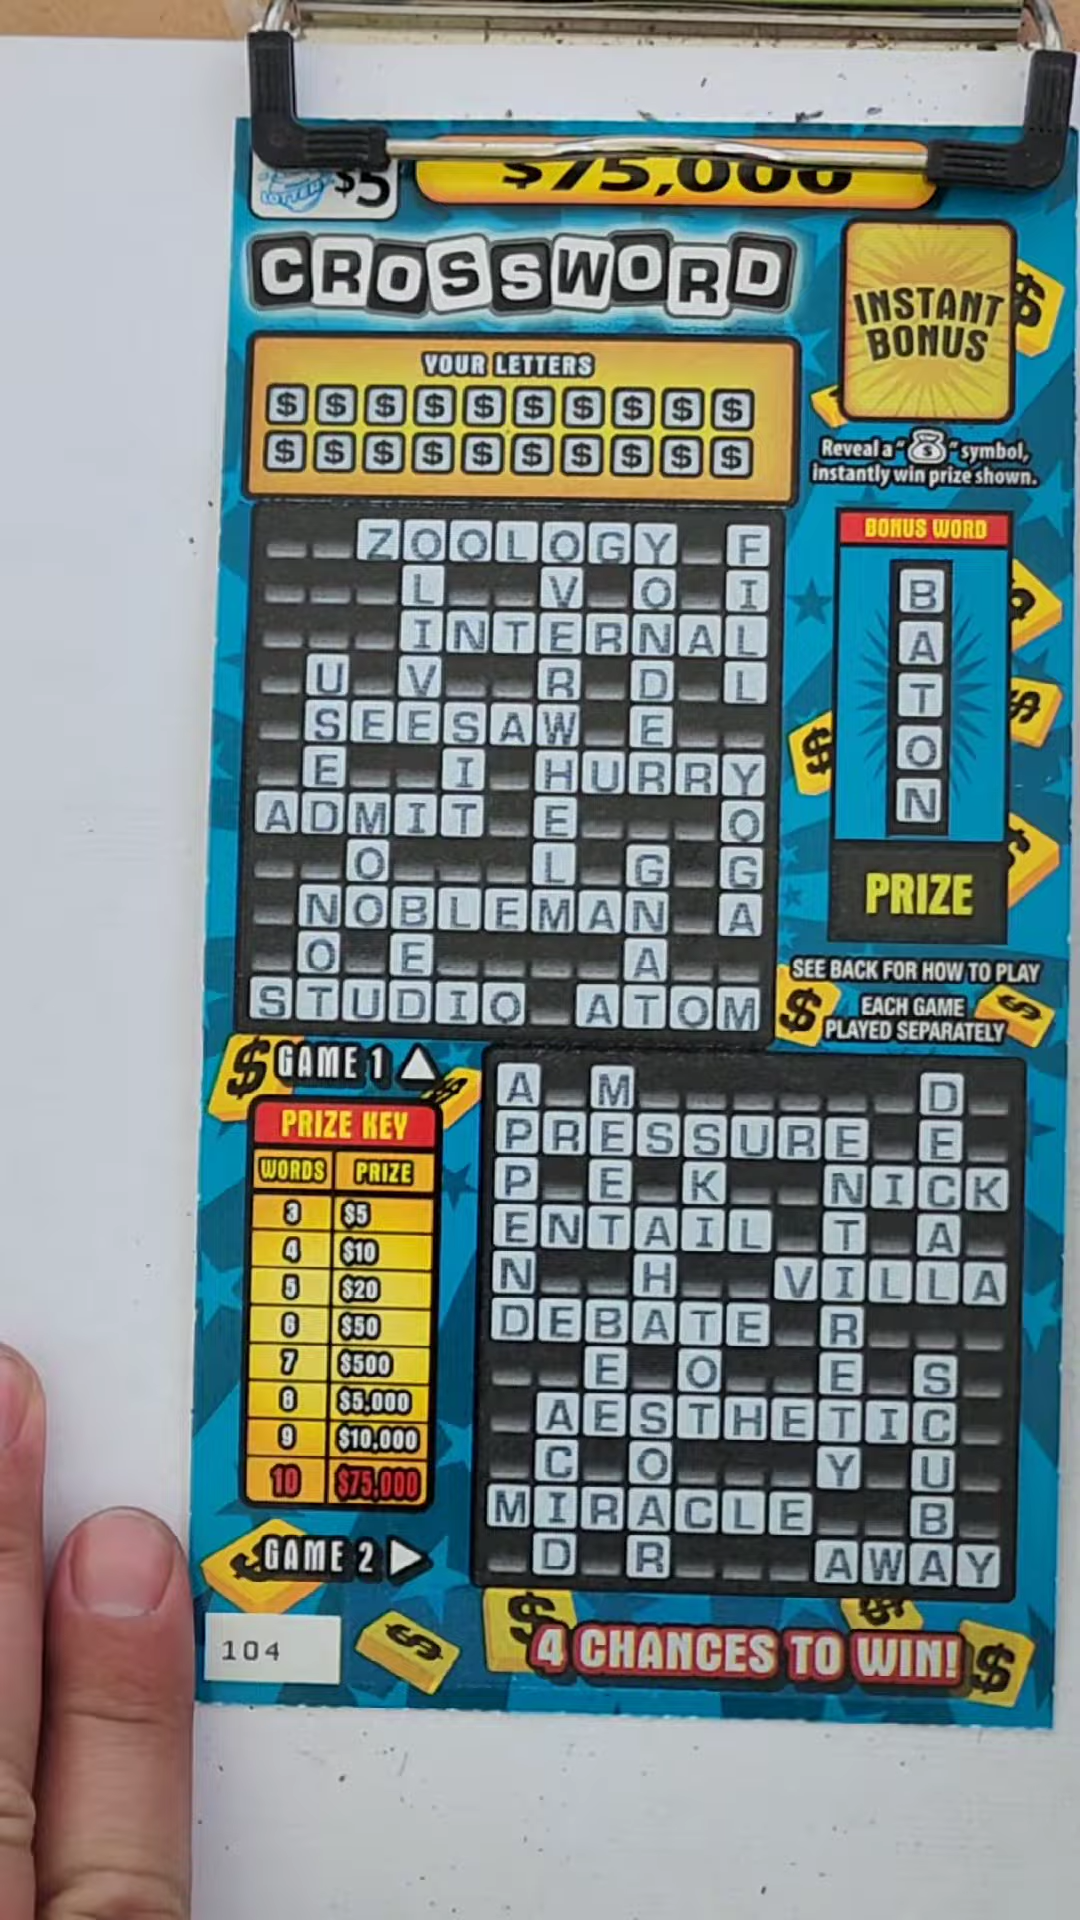 $75,000
LOTTERY $5
CROSSWORD
INSTANT
BONUS
YOUR LETTERS
$ $ $ $ $ $ $ $ $ $
$ $ $ $ $ $ $ $ $ $
Reveal a "$" symbol,
instantly win prize shown.
ZOOLOGY F
L V O I
INTERNAL
U V R D L
SEESAW E
E I HURRY
ADMIT E O
O L G G
NOBLEMAN A
O E A
STUDIO ATOM
BONUS WORD
B
A
T
O
N
PRIZE
SEE BACK FOR HOW TO PLAY
EACH GAME
PLAYED SEPARATELY
GAME 1
PRIZE KEY
WORDS PRIZE
3 $5
4 $10
5 $20
6 $50
7 $500
8 $5,000
9 $10,000
10 $75,000
GAME 2
A M D
PRESSURE E
P E K NICK
ENTAIL T A
N H VILLA
DEBATE R
E O E S
AESTHETIC
C O Y U
MIRACLE B
D R AWAY
104
4 CHANCES TO WIN!